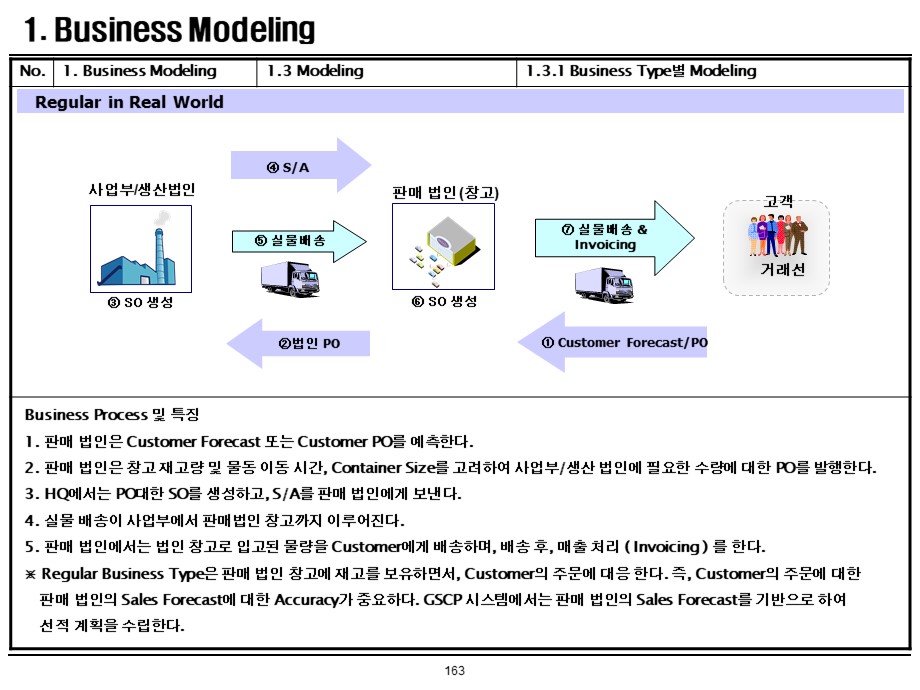 1. Business Modeling
No. 1. Business Modeling 1.3 Modeling 1.3.1 Business Type별 Modeling
Regular in Real World
④ S/A
사업부/생산법인
판매 법인(창고)
고객
⑤ 실물배송
⑦ 실물배송 &
Invoicing
거래선
③ SO 생성
⑥ SO 생성
②법인 PO
① Customer Forecast/PO
Business Process 및 특징
1. 판매 법인은 Customer Forecast 또는 Customer PO를 예측한다.
2. 판매 법인은 창고 재고량 및 물동 이동 시간, Container Size를 고려하여 사업부/생산 법인에 필요한 수량에 대한 PO를 발행한다.
3. HQ에서는 PO대한 SO를 생성하고, S/A를 판매 법인에게 보낸다.
4. 실물 배송이 사업부에서 판매법인 창고까지 이루어진다.
5. 판매 법인에서는 법인 창고로 입고된 물량을 Customer에게 배송하며, 배송 후, 매출 처리 ( Invoicing ) 를 한다.
※ Regular Business Type은 판매 법인 창고에 재고를 보유하면서, Customer의 주문에 대응 한다. 즉, Customer의 주문에 대한
판매 법인의 Sales Forecast에 대한 Accuracy가 중요하다. GSCP 시스템에서는 판매 법인의 Sales Forecast를 기반으로 하여
선적 계획을 수립한다.
163